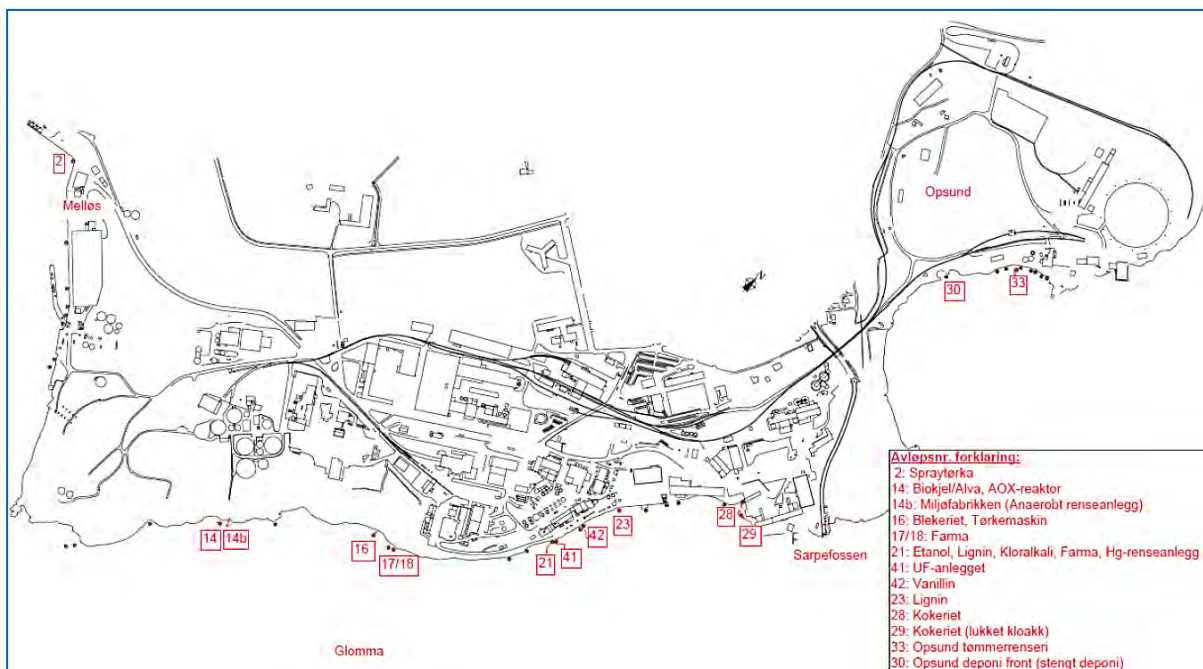 2
Melløs
Opsund
30
33
14
14b
16
17/18
21
41
42
23
28
29
Sarpefossen
Glomma
Avløpsnr. forklaring:
2: Spraytørka
14: Biokjel/Alva, AOX-reaktor
14b: Miljøfabrikken (Anaerobt renseanlegg)
16: Blekeriet, Tørkemaskin
17/18: Farma
21: Etanol, Lignin, Kloralkali, Farma, Hg-renseanlegg
41: UF-anlegget
42: Vanillin
23: Lignin
28: Kokeriet
29: Kokeriet (lukket kloakk)
33: Opsund tømmerrenseri
30: Opsund deponi front (stengt deponi)